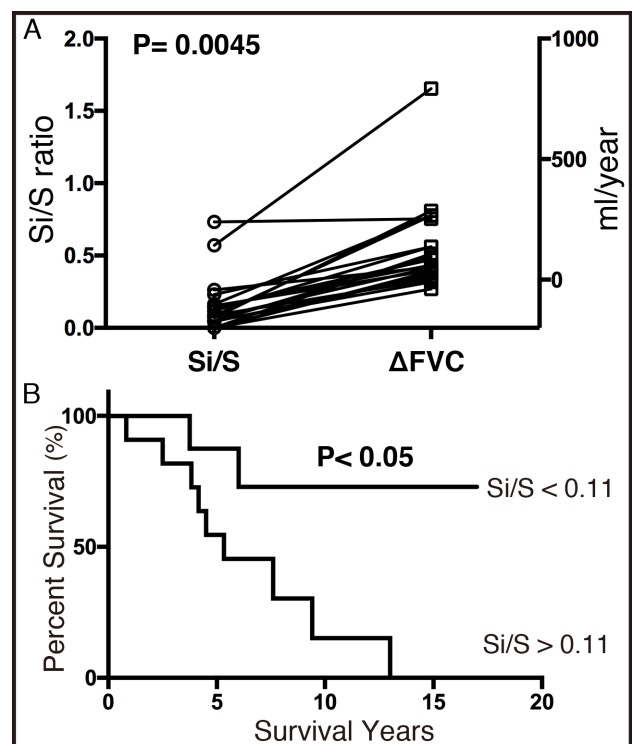 A
P= 0.0045
2.0
1.5
1.0
0.5
0.0
Si/S ratio
1000
500
0
ml/year
Si/S
ΔFVC
B
100
50
0
Percent Survival (%)
P< 0.05
Si/S < 0.11
Si/S > 0.11
0
5
10
15
20
Survival Years